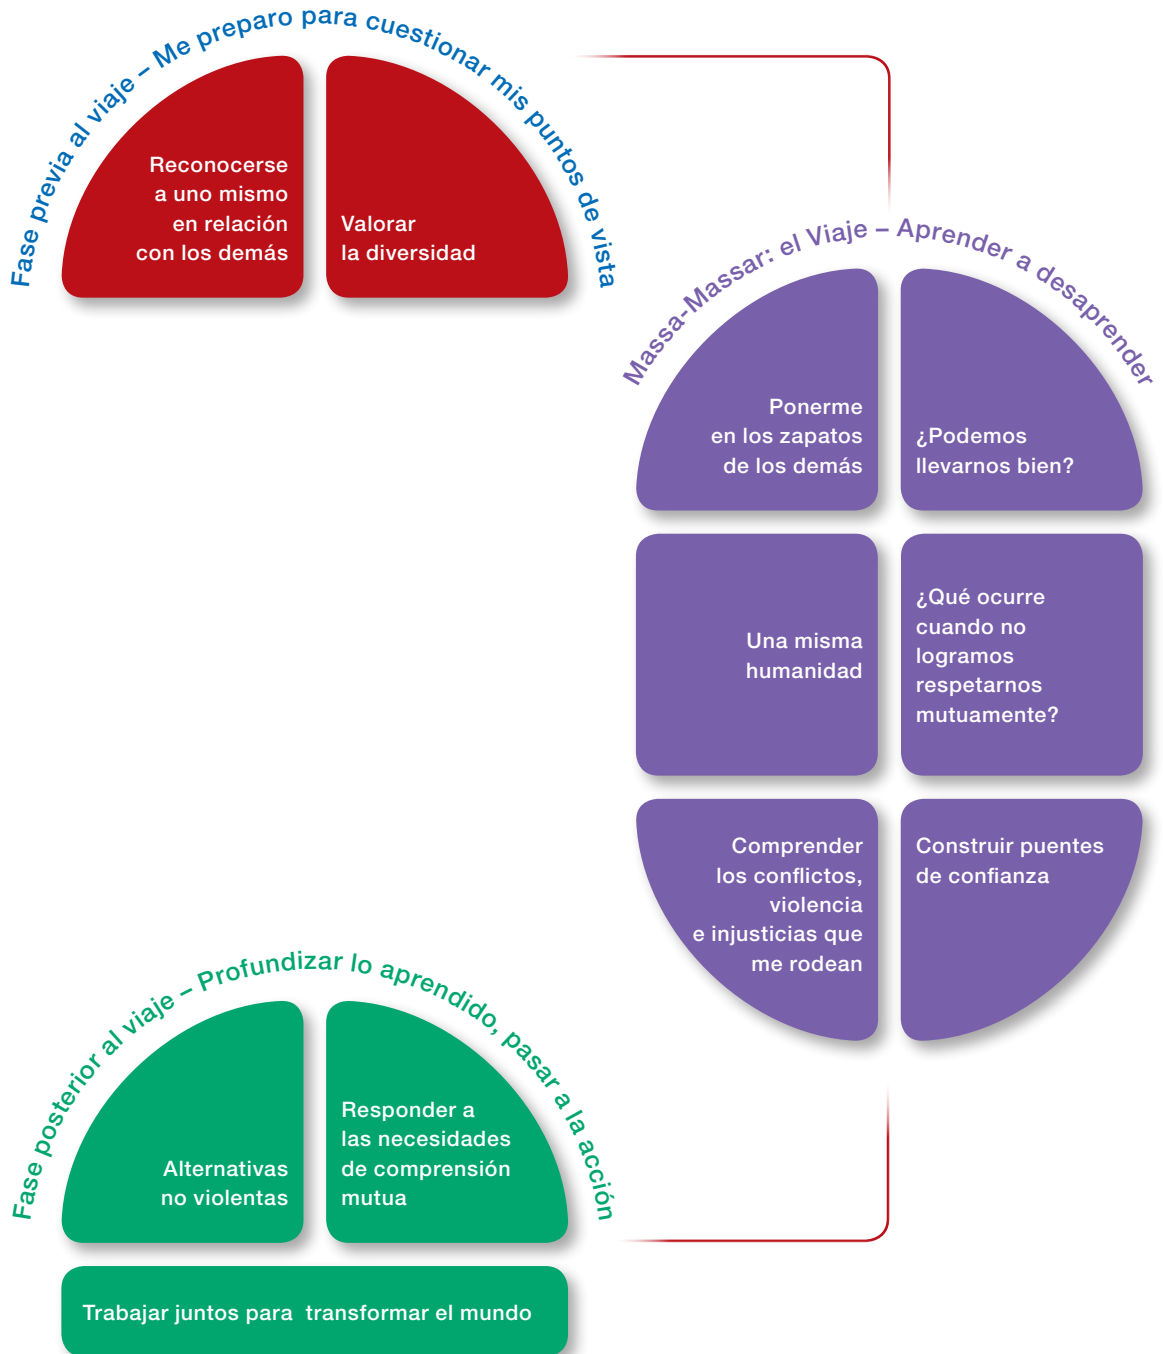 Fase previa al viaje – Me preparo para cuestionar mis puntos de vista
Reconocerse
a uno mismo
en relación
con los demás
Valorar
la diversidad
Massa-Massar: el Viaje – Aprender a desaprender
Ponerme
en los zapatos
de los demás
¿Podemos
llevarnos bien?
Una misma
humanidad
¿Qué ocurre
cuando no
logramos
respetarnos
mutuamente?
Comprender
los conflictos,
violencia
e injusticias que
me rodean
Construir puentes
de confianza
Fase posterior al viaje – Profundizar lo aprendido, pasar a la acción
Alternativas
no violentas
Responder a
las necesidades
de comprensión
mutua
Trabajar juntos para transformar el mundo